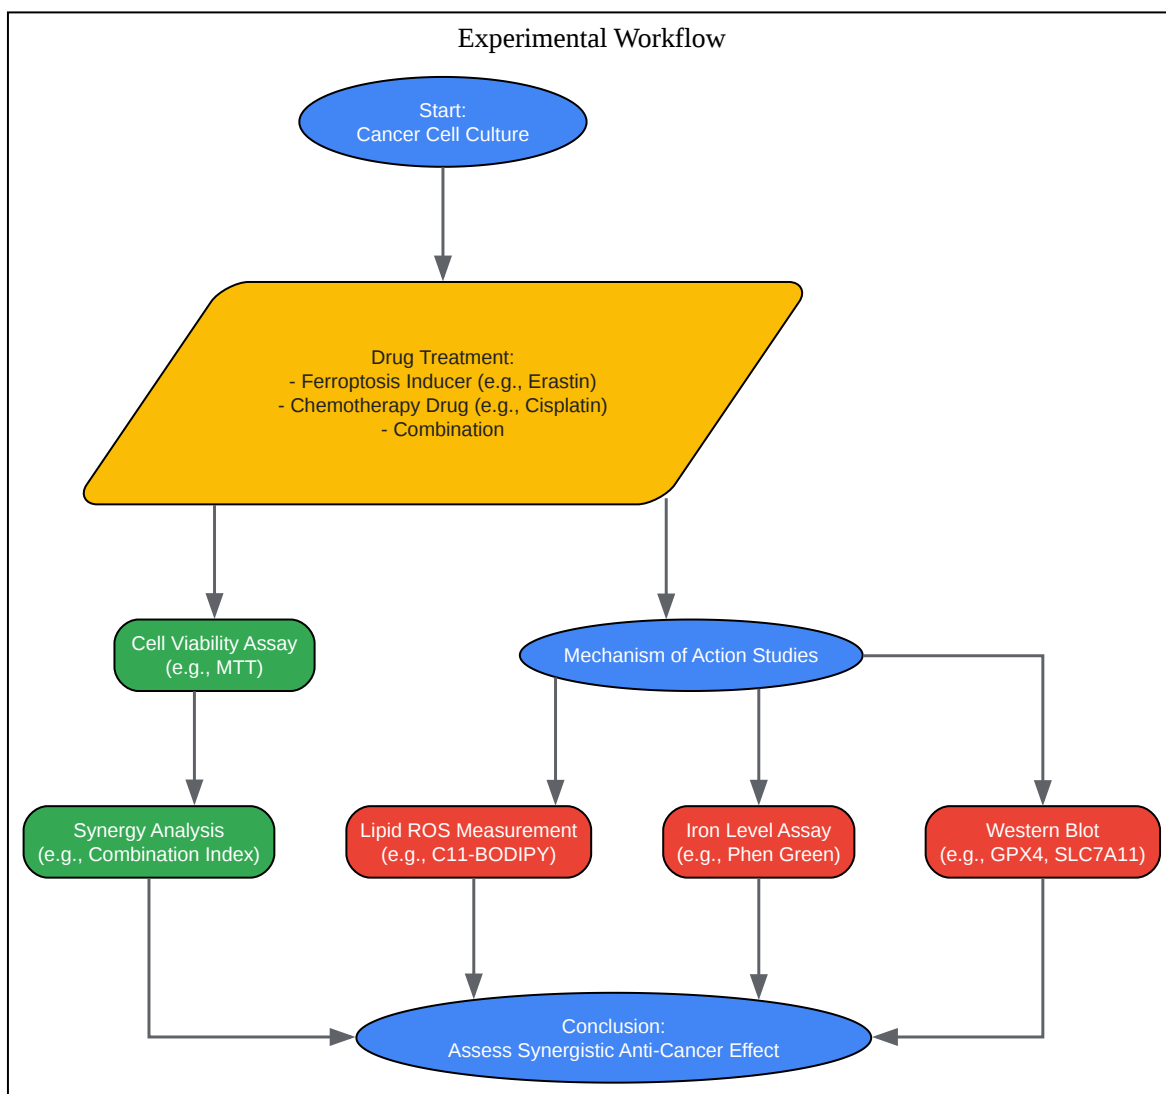 Experimental Workflow
Start:
Cancer Cell Culture
Drug Treatment:
- Ferroptosis Inducer (e.g., Erastin)
- Chemotherapy Drug (e.g., Cisplatin)
- Combination
Cell Viability Assay
(e.g., MTT)
Mechanism of Action Studies
Synergy Analysis
(e.g., Combination Index)
Lipid ROS Measurement
(e.g., C11-BODIPY)
Iron Level Assay
(e.g., Phen Green)
Western Blot
(e.g., GPX4, SLC7A11)
Conclusion:
Assess Synergistic Anti-Cancer Effect